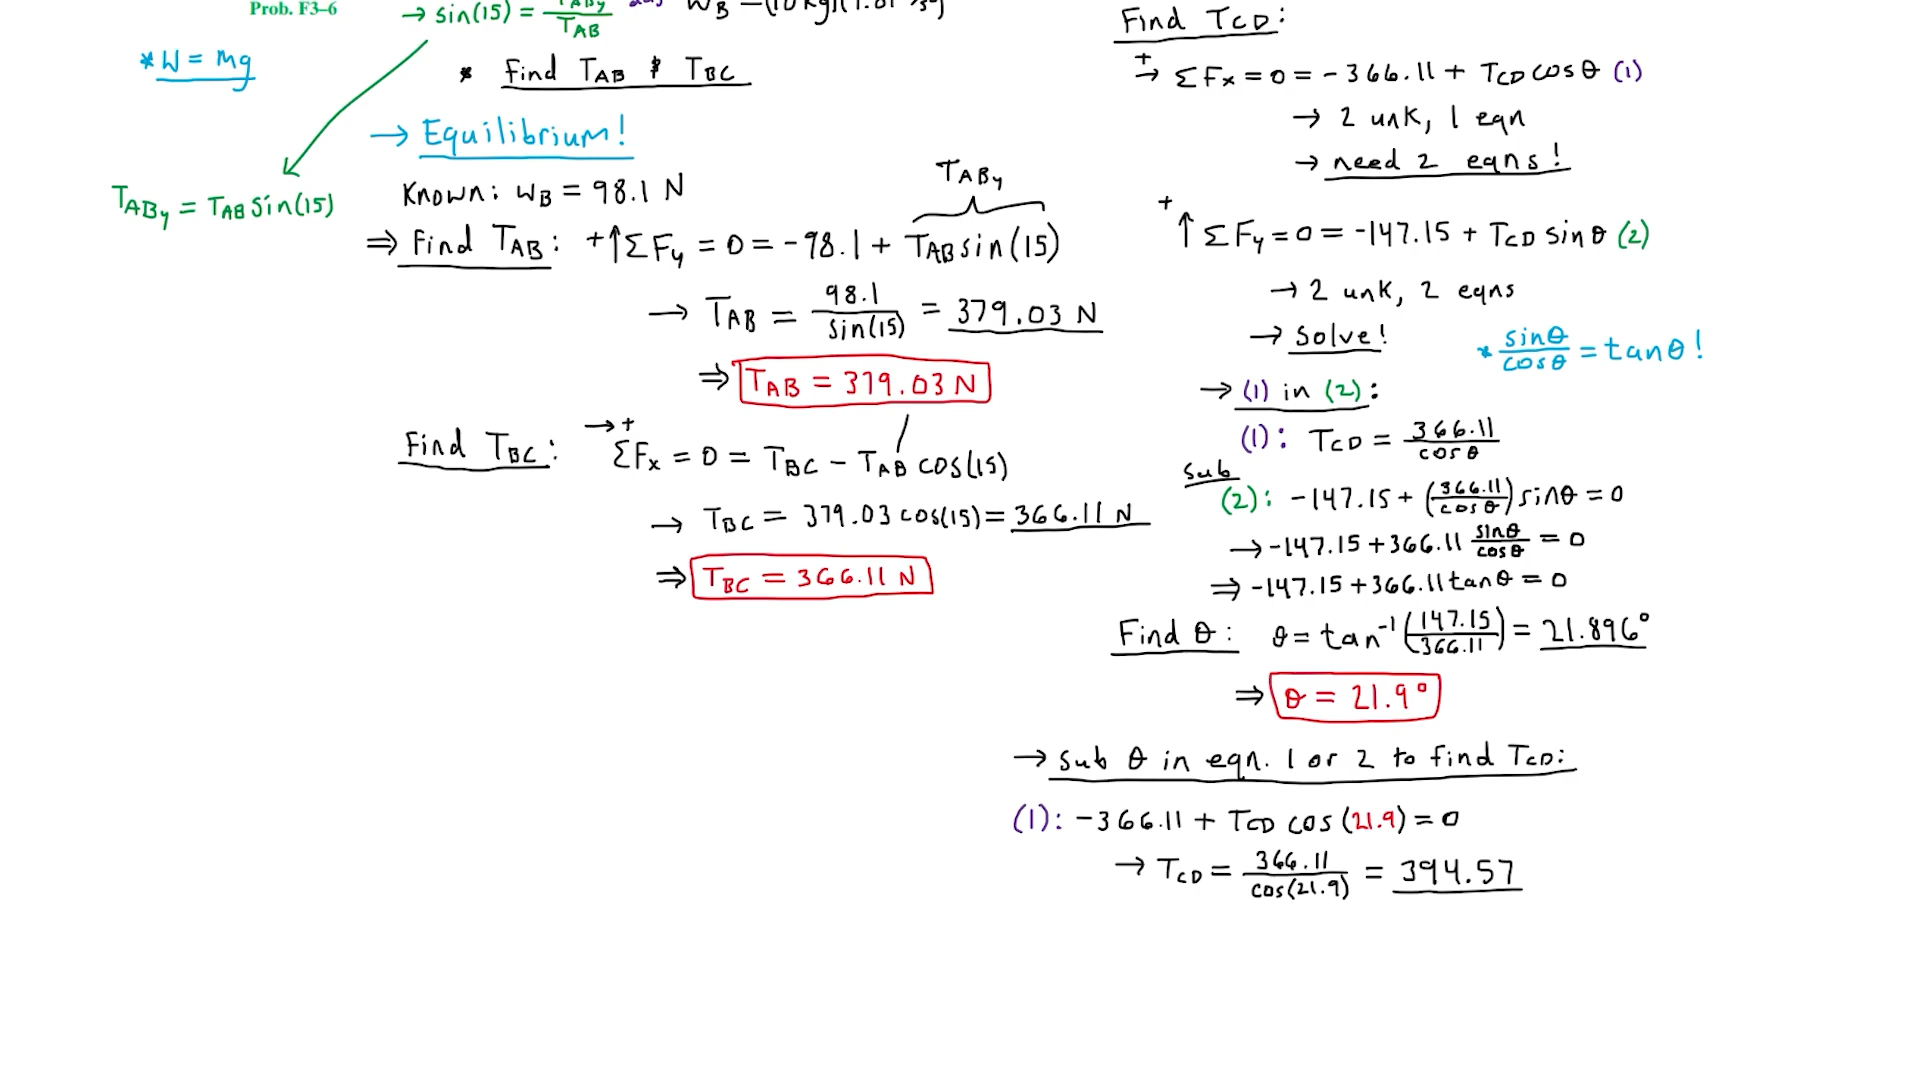 Prob. F3–6
→ sin(15) = TABy / TAB
WB = (10 kg)(9.81
* W = mg
* Find TAB & TBC
→ Equilibrium!
TABy = TAB sin(15)
Known: WB = 98.1 N
TABy
⇒ Find TAB: +↑ΣFy = 0 = -98.1 + TAB sin(15)
→ TAB = 98.1 / sin(15) = 379.03 N
⇒ TAB = 379.03 N
Find TBC: →+ ΣFx = 0 = TBC - TAB cos(15)
→ TBC = 379.03 cos(15) = 366.11 N
⇒ TBC = 366.11 N
Find TCD:
+→ ΣFx = 0 = -366.11 + TCD cos θ (1)
→ 2 unk, 1 eqn
→ need 2 eqns!
+↑ ΣFy = 0 = -147.15 + TCD sin θ (2)
→ 2 unk, 2 eqns
→ Solve!
* sinθ / cosθ = tanθ!
→ (1) in (2):
(1): TCD = 366.11 / cos θ
Sub
(2): -147.15 + (366.11 / cos θ) sinθ = 0
→ -147.15 + 366.11 sinθ / cosθ = 0
⇒ -147.15 + 366.11 tanθ = 0
Find θ: θ = tan⁻¹(147.15 / 366.11) = 21.896°
⇒ θ = 21.9°
→ Sub θ in eqn. 1 or 2 to find TCD:
(1): -366.11 + TCD cos (21.9) = 0
→ TCD = 366.11 / cos(21.9) = 394.57